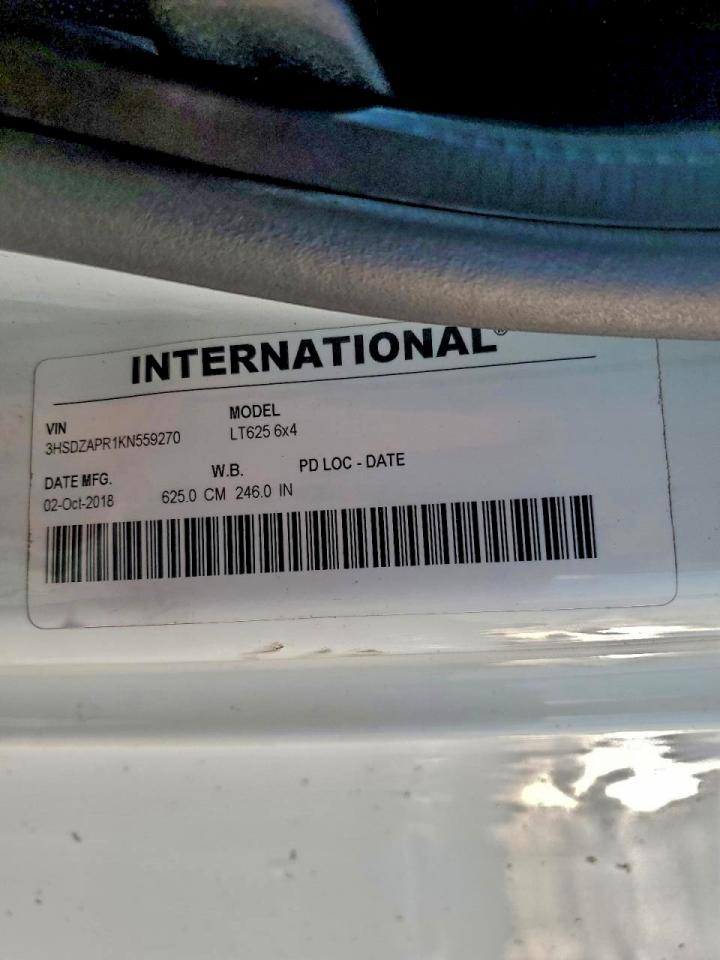 INTERNATIONAL®
VIN MODEL
3HSDZAPR1KN559270 LT625 6x4
DATE MFG. W.B. PD LOC - DATE
02-Oct-2018 625.0 CM 246.0 IN